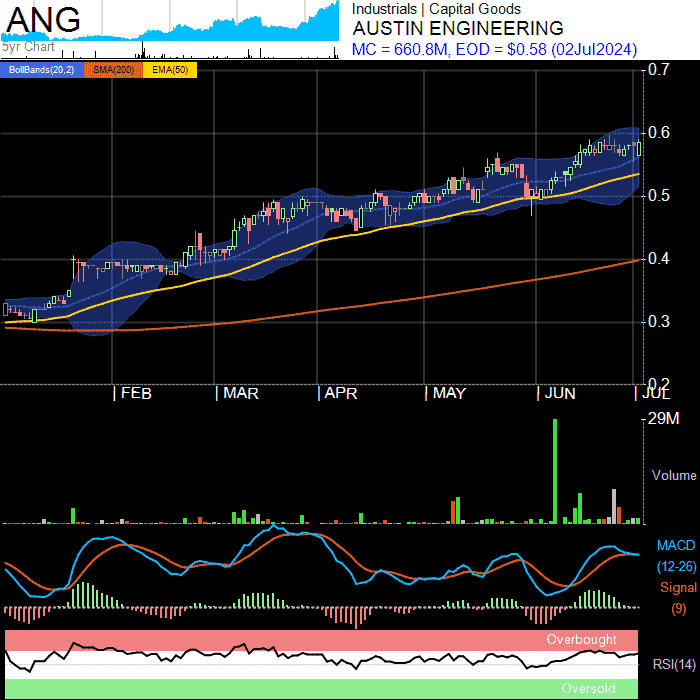 ANG
5yr Chart
Industrials | Capital Goods
AUSTIN ENGINEERING
MC = 660.8M, EOD = $0.58 (02Jul2024)
BollBands(20,2) SMA(200) EMA(50)
0.7
0.6
0.5
0.4
0.3
0.2
FEB MAR APR MAY JUN JUL
29M
Volume
MACD
(12-26)
Signal
(9)
Overbought
RSI(14)
Oversold